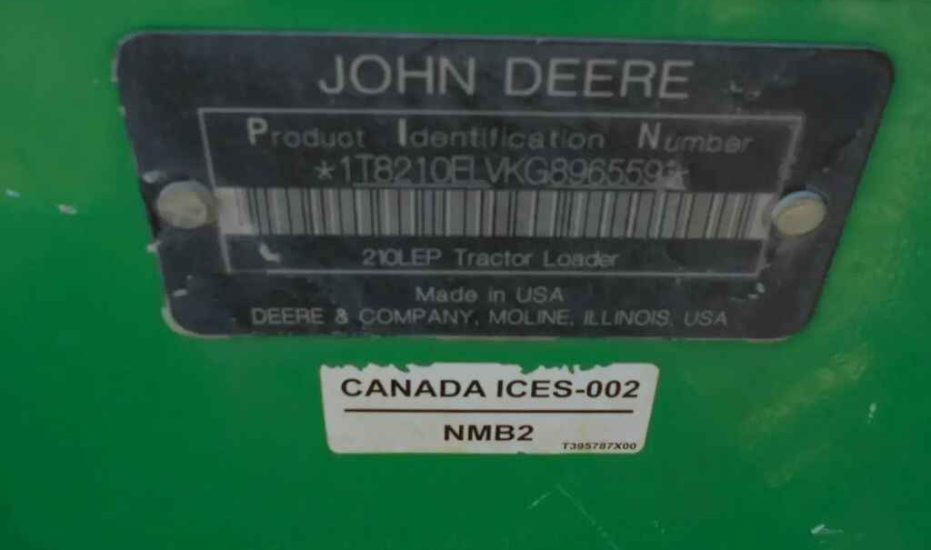 JOHN DEERE
Product Identification Number
*1T8210ELVKG896559*
210LEP Tractor Loader
Made in USA
DEERE & COMPANY, MOLINE, ILLINOIS, USA
CANADA ICES-002
NMB2
T395787X00